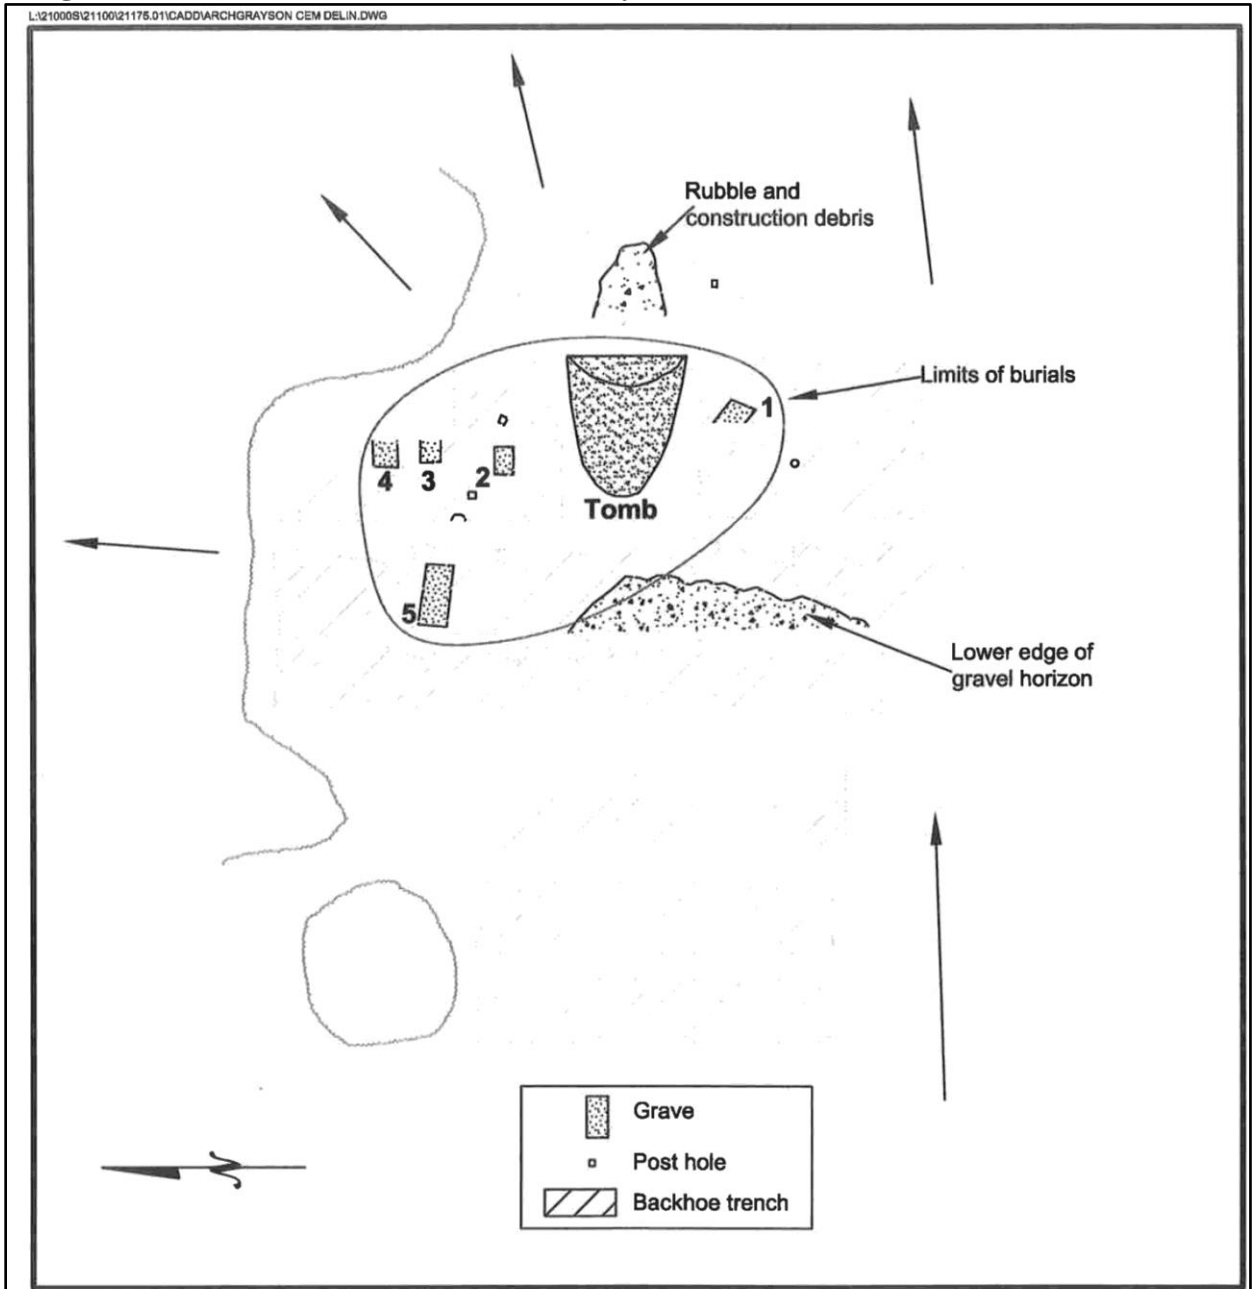 L:\21000S\21100\21175.01\CADD\ARCHGRAYSON CEM DELIN.DWG
Rubble and
construction debris
Limits of burials
1
4
3
2
Tomb
5
Lower edge of
gravel horizon
Grave
Post hole
Backhoe trench
N